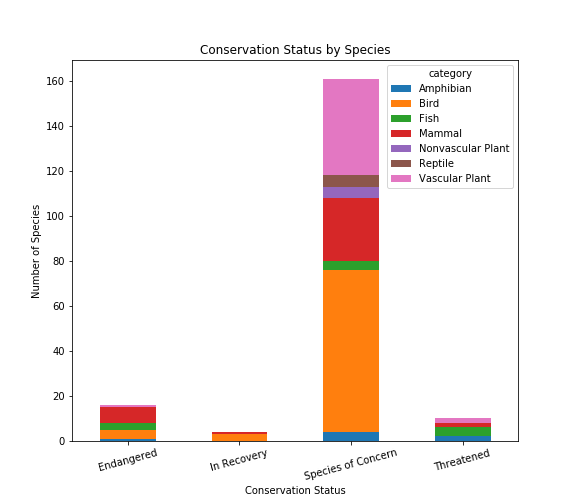 Conservation Status by Species
category
Amphibian
Bird
Fish
Mammal
Nonvascular Plant
Reptile
Vascular Plant
Number of Species
160
140
120
100
80
60
40
20
0
Endangered
In Recovery
Species of Concern
Threatened
Conservation Status